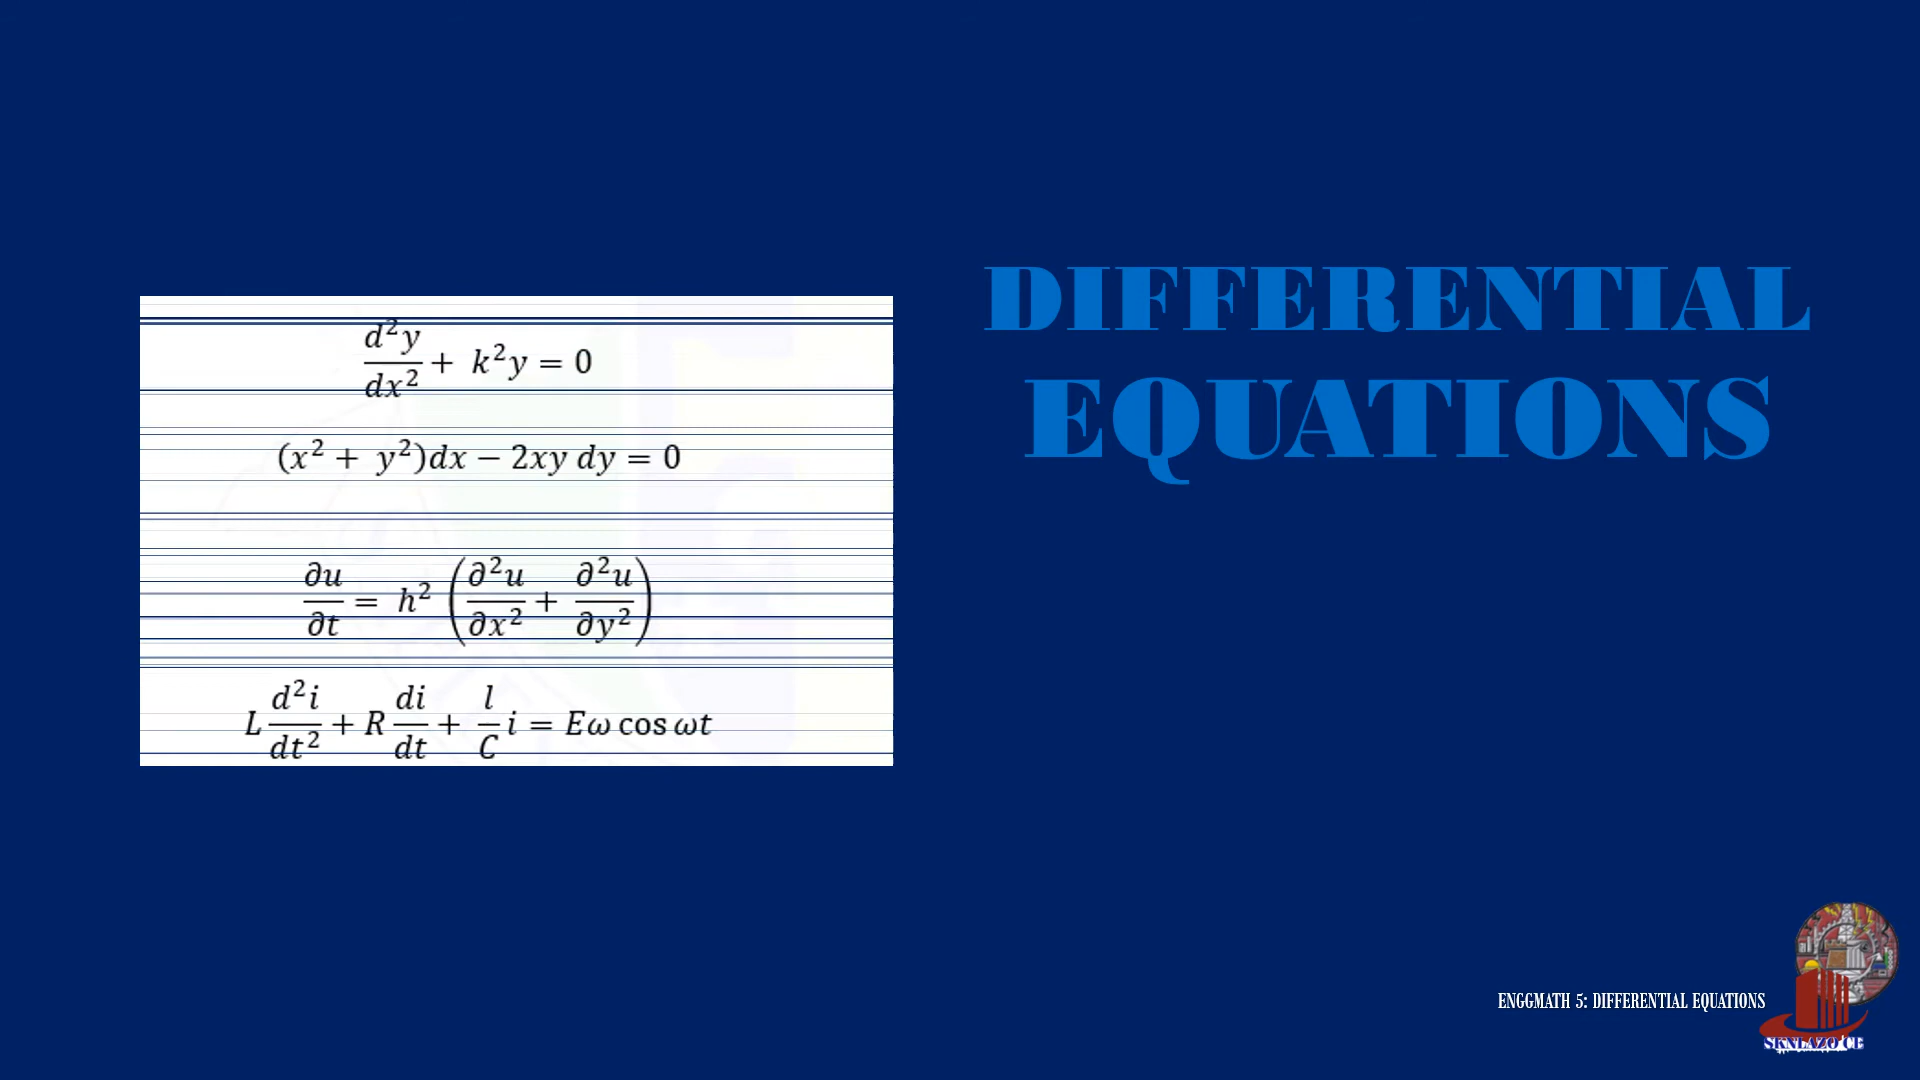 d²y/dx² + k²y = 0
(x² + y²)dx − 2xy dy = 0
∂u/∂t = h² (∂²u/∂x² + ∂²u/∂y²)
L d²i/dt² + R di/dt + l/C i = Eω cos ωt
DIFFERENTIAL
EQUATIONS
ENGGMATH 5: DIFFERENTIAL EQUATIONS